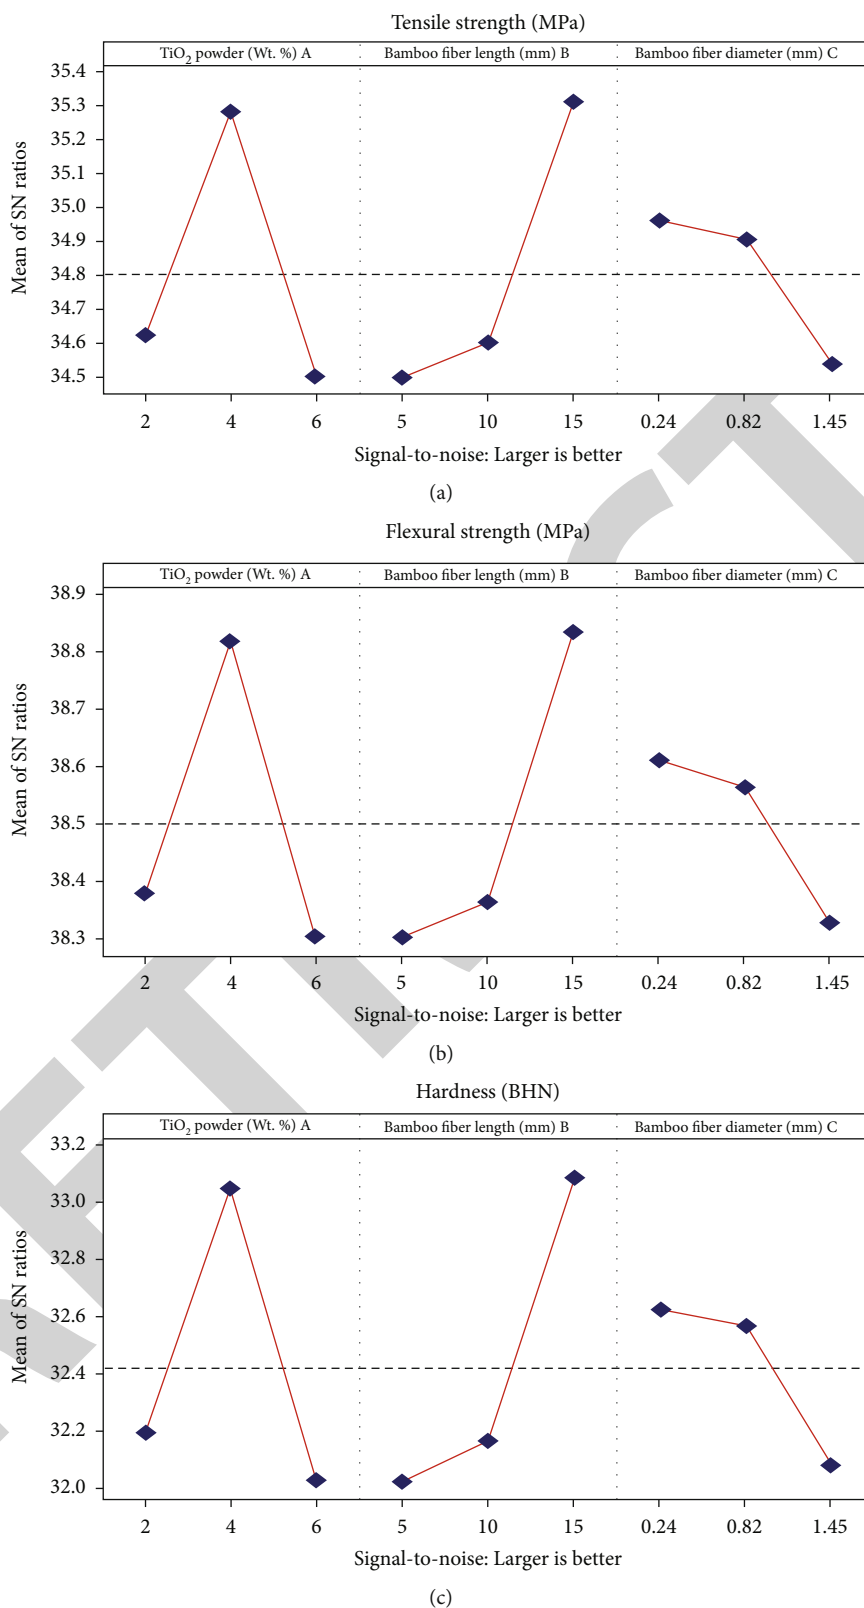 Tensile strength (MPa)
TiO2 powder (Wt. %) A Bamboo fiber length (mm) B Bamboo fiber diameter (mm) C
Mean of SN ratios
35.4
35.3
35.2
35.1
35.0
34.9
34.8
34.7
34.6
34.5
2 4 6 5 10 15 0.24 0.82 1.45
Signal-to-noise: Larger is better
(a)
Flexural strength (MPa)
TiO2 powder (Wt. %) A Bamboo fiber length (mm) B Bamboo fiber diameter (mm) C
Mean of SN ratios
38.9
38.8
38.7
38.6
38.5
38.4
38.3
2 4 6 5 10 15 0.24 0.82 1.45
Signal-to-noise: Larger is better
(b)
Hardness (BHN)
TiO2 powder (Wt. %) A Bamboo fiber length (mm) B Bamboo fiber diameter (mm) C
Mean of SN ratios
33.2
33.0
32.8
32.6
32.4
32.2
32.0
2 4 6 5 10 15 0.24 0.82 1.45
Signal-to-noise: Larger is better
(c)